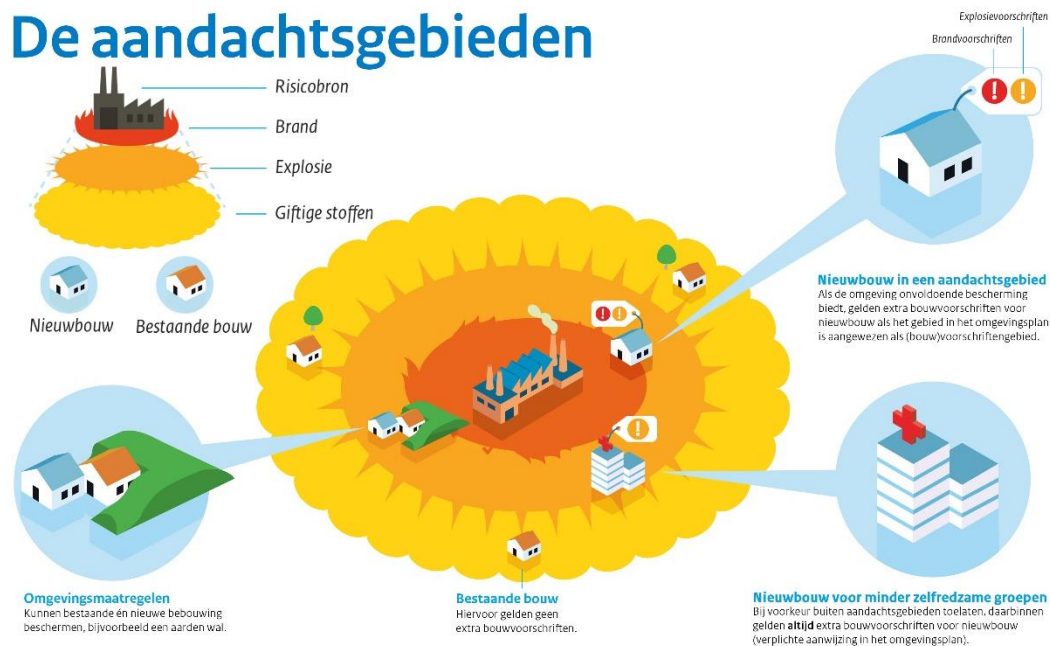 De aandachtsgebieden
Risicobron
Brand
Explosie
Giftige stoffen
Nieuwbouw
Bestaande bouw
Explosievoorschriften
Brandvoorschriften
Nieuwbouw in een aandachtsgebied
Als de omgeving onvoldoende bescherming
biedt, gelden extra bouwvoorschriften voor
nieuwbouw als het gebied in het omgevingsplan
is aangewezen als (bouw)voorschriftengebied.
Omgevingsmaatregelen
Kunnen bestaande én nieuwe bebouwing
beschermen, bijvoorbeeld een aarden wal.
Bestaande bouw
Hiervoor gelden geen
extra bouwvoorschriften.
Nieuwbouw voor minder zelfredzame groepen
Bij voorkeur buiten aandachtsgebieden toelaten, daarbinnen
gelden altijd extra bouwvoorschriften voor nieuwbouw
(verplichte aanwijzing in het omgevingsplan).